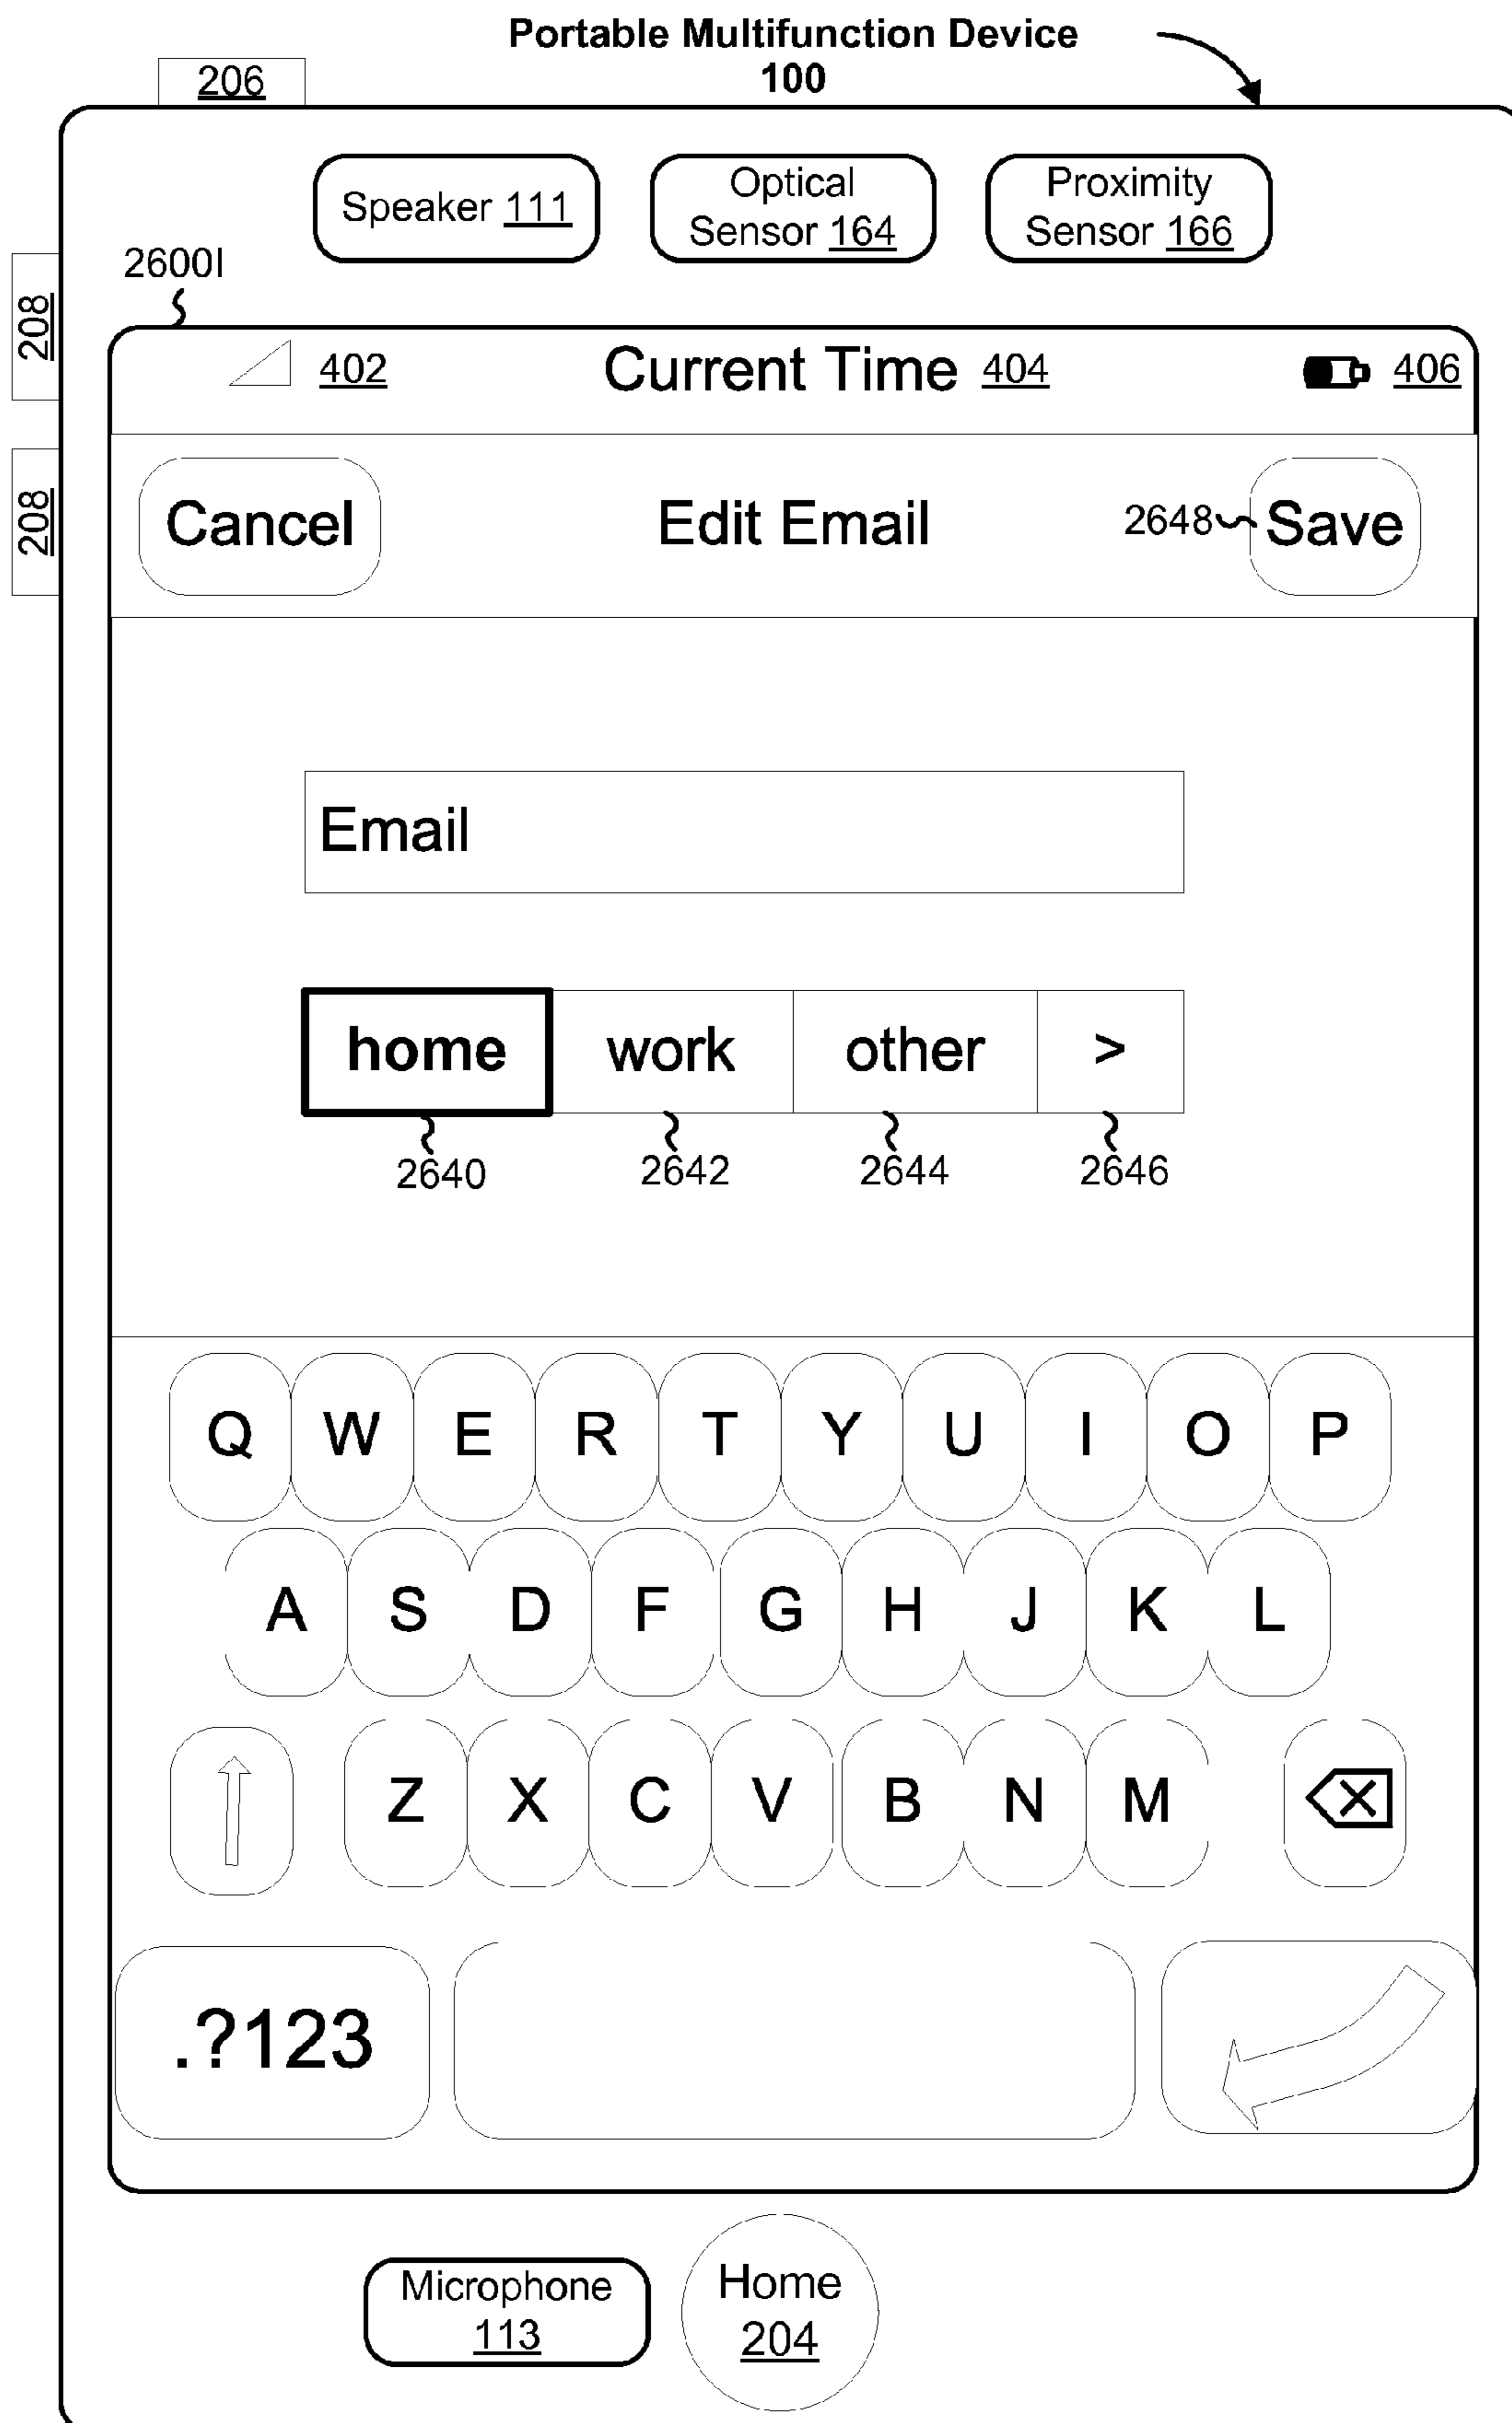 Portable Multifunction Device
100
206
Speaker 111
Optical
Sensor 164
Proximity
Sensor 166
2600I
208
402
Current Time 404
406
208
Cancel
Edit Email
2648
Save
Email
home
work
other
>
2640
2642
2644
2646
Q W E R T Y U I O P
A S D F G H J K L
Z X C V B N M
.?123
Microphone
113
Home
204